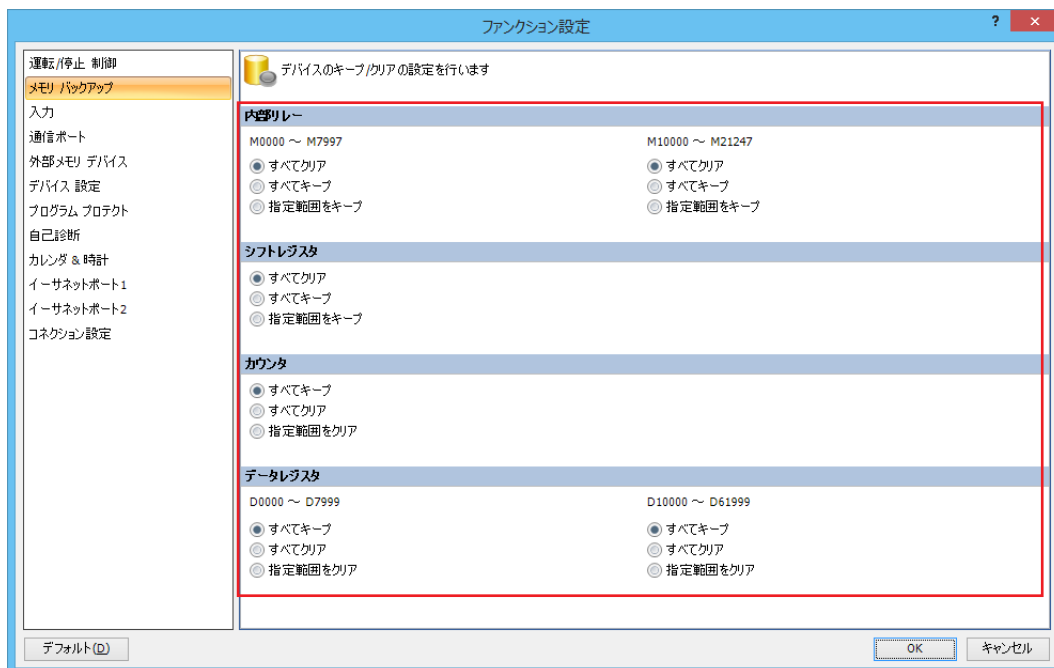 ファンクション設定
? ×
運転/停止 制御
メモリ バックアップ
入力
通信ポート
外部メモリ デバイス
デバイス 設定
プログラム プロテクト
自己診断
カレンダ & 時計
イーサネットポート1
イーサネットポート2
コネクション設定
デバイスのキープ/クリアの設定を行います
内部リレー
M0000 ～ M7997 M10000 ～ M21247
すべてクリア すべてクリア
すべてキープ すべてキープ
指定範囲をキープ 指定範囲をキープ
シフトレジスタ
すべてクリア
すべてキープ
指定範囲をキープ
カウンタ
すべてキープ
すべてクリア
指定範囲をクリア
データレジスタ
D0000 ～ D7999 D10000 ～ D61999
すべてキープ すべてキープ
すべてクリア すべてクリア
指定範囲をクリア 指定範囲をクリア
デフォルト(D) OK キャンセル